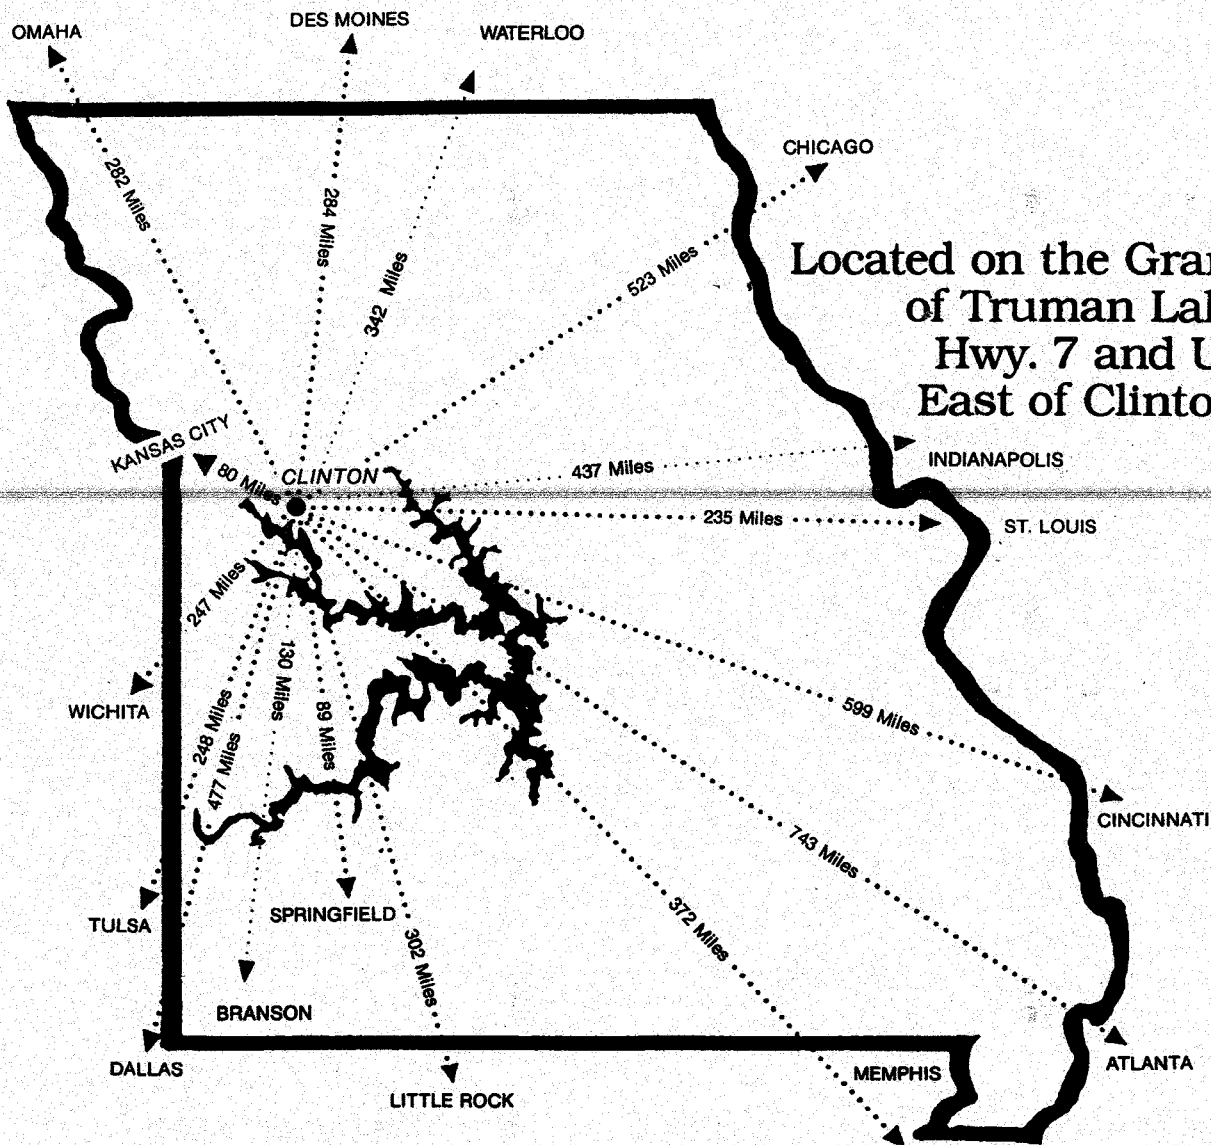 OMAHA
DES MOINES
WATERLOO
CHICAGO
282 Miles
284 Miles
342 Miles
523 Miles
Located on the
of Truman
Hwy. 7 and
East of
KANSAS CITY
80 Miles
CLINTON
437 Miles
INDIANAPOLIS
235 Miles
ST. LOUIS
247 Miles
WICHITA
248 Miles
477 Miles
130 Miles
89 Miles
599 Miles
CINCINNATI
743 Miles
372 Miles
TULSA
SPRINGFIELD
302 Miles
BRANSON
DALLAS
LITTLE ROCK
MEMPHIS
ATLANTA